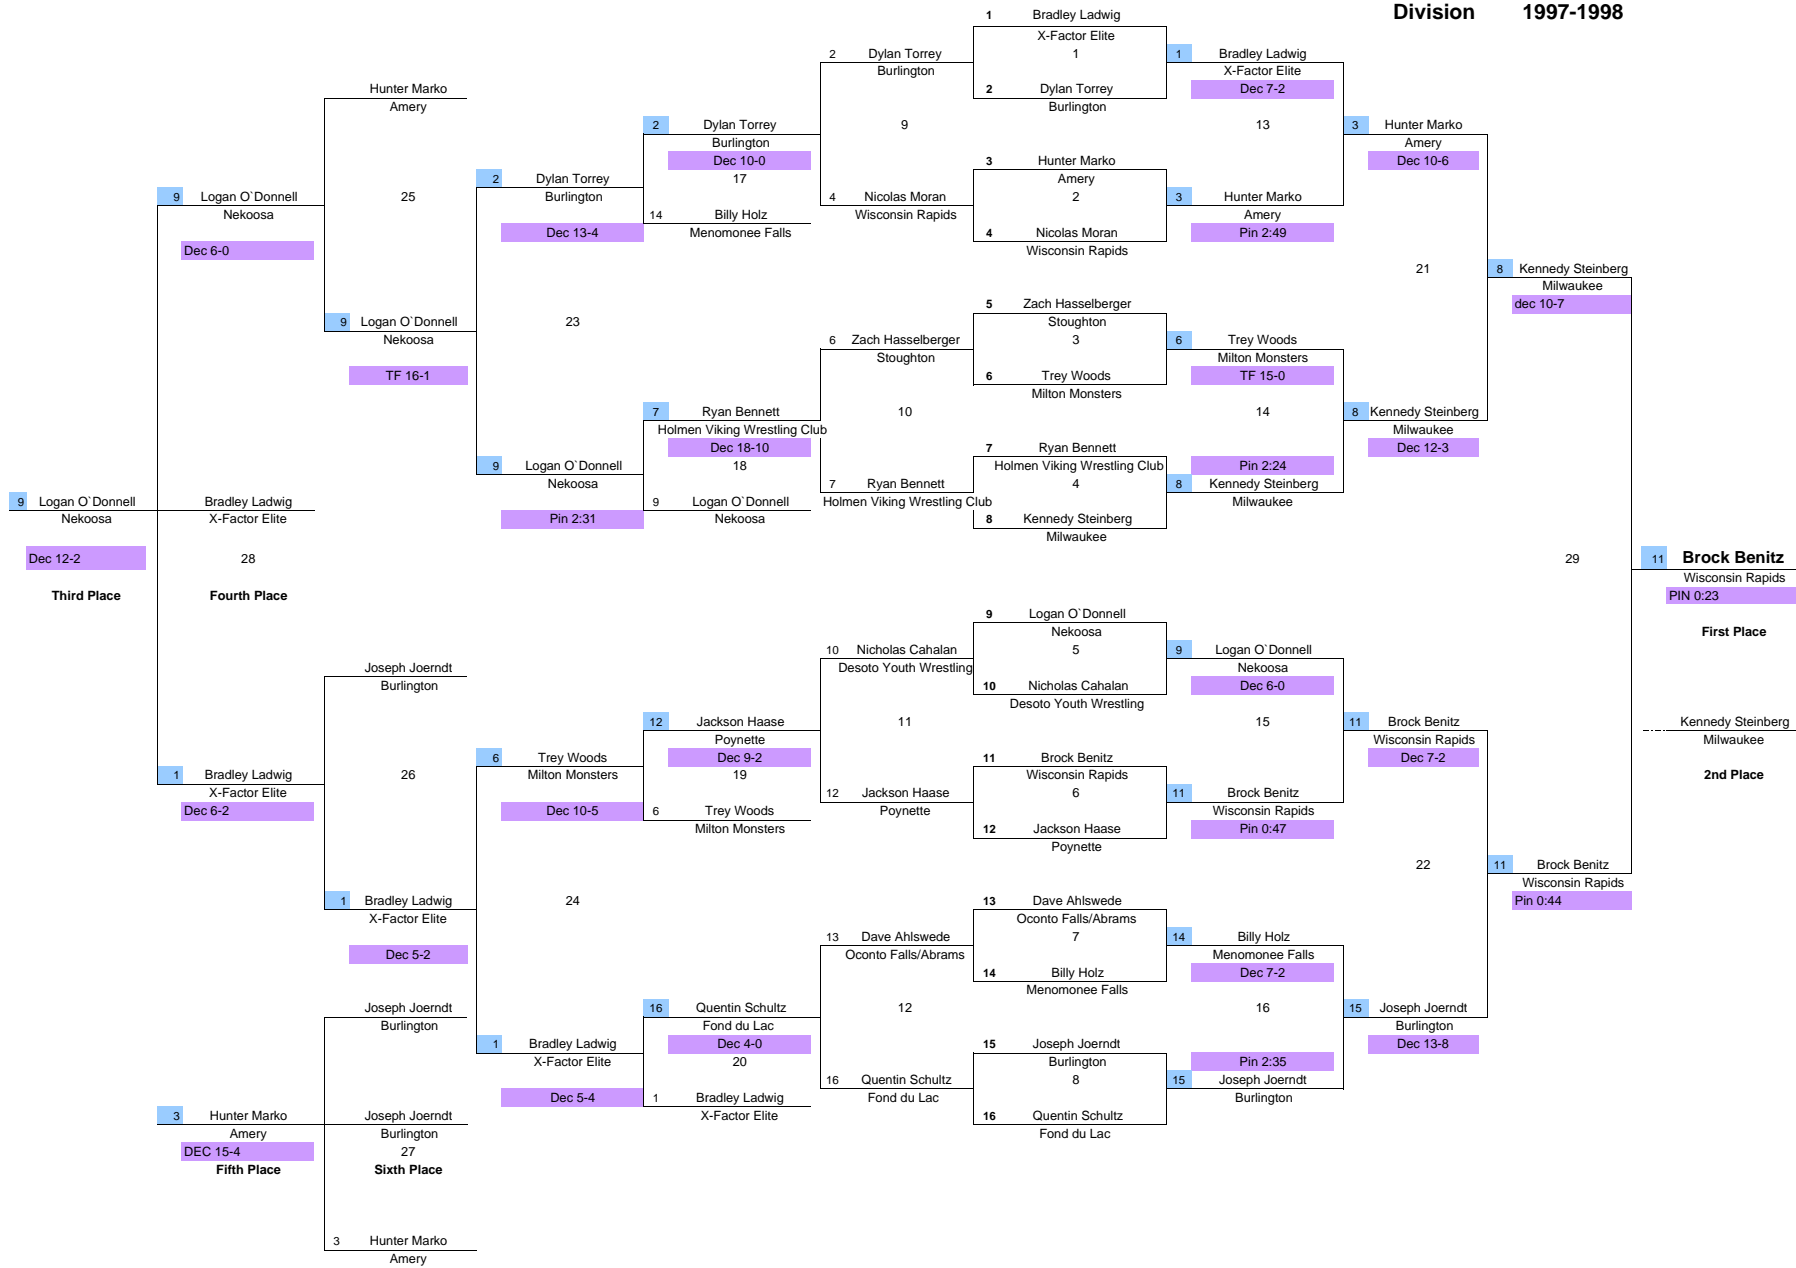 Division 1997-1998
1 Bradley Ladwig
X-Factor Elite
1
2 Dylan Torrey
Burlington
3 Hunter Marko
Amery
2
4 Nicolas Moran
Wisconsin Rapids
5 Zach Hasselberger
Stoughton
3
6 Trey Woods
Milton Monsters
7 Ryan Bennett
Holmen Viking Wrestling Club
4
8 Kennedy Steinberg
Milwaukee
9 Logan O`Donnell
Nekoosa
5
10 Nicholas Cahalan
Desoto Youth Wrestling
11 Brock Benitz
Wisconsin Rapids
6
12 Jackson Haase
Poynette
13 Dave Ahlswede
Oconto Falls/Abrams
7
14 Billy Holz
Menomonee Falls
15 Joseph Joerndt
Burlington
8
16 Quentin Schultz
Fond du Lac
1 Bradley Ladwig
X-Factor Elite
Dec 7-2
13
3 Hunter Marko
Amery
Pin 2:49
6 Trey Woods
Milton Monsters
TF 15-0
14
Pin 2:24
8 Kennedy Steinberg
Milwaukee
9 Logan O`Donnell
Nekoosa
Dec 6-0
15
11 Brock Benitz
Wisconsin Rapids
Pin 0:47
14 Billy Holz
Menomonee Falls
Dec 7-2
16
Pin 2:35
15 Joseph Joerndt
Burlington
3 Hunter Marko
Amery
Dec 10-6
21
8 Kennedy Steinberg
Milwaukee
Dec 12-3
11 Brock Benitz
Wisconsin Rapids
Dec 7-2
22
15 Joseph Joerndt
Burlington
Dec 13-8
8 Kennedy Steinberg
Milwaukee
dec 10-7
29
11 Brock Benitz
Wisconsin Rapids
Pin 0:44
11 Brock Benitz
Wisconsin Rapids
PIN 0:23
First Place
Kennedy Steinberg
Milwaukee
2nd Place
2 Dylan Torrey
Burlington
9
4 Nicolas Moran
Wisconsin Rapids
6 Zach Hasselberger
Stoughton
10
7 Ryan Bennett
Holmen Viking Wrestling Club
10 Nicholas Cahalan
Desoto Youth Wrestling
11
12 Jackson Haase
Poynette
13 Dave Ahlswede
Oconto Falls/Abrams
12
16 Quentin Schultz
Fond du Lac
2 Dylan Torrey
Burlington
Dec 10-0
17
14 Billy Holz
Menomonee Falls
7 Ryan Bennett
Holmen Viking Wrestling Club
Dec 18-10
18
9 Logan O`Donnell
Nekoosa
12 Jackson Haase
Poynette
Dec 9-2
19
6 Trey Woods
Milton Monsters
16 Quentin Schultz
Fond du Lac
Dec 4-0
20
1 Bradley Ladwig
X-Factor Elite
2 Dylan Torrey
Burlington
Dec 13-4
23
9 Logan O`Donnell
Nekoosa
Pin 2:31
6 Trey Woods
Milton Monsters
Dec 10-5
24
1 Bradley Ladwig
X-Factor Elite
Dec 5-4
Hunter Marko
Amery
25
9 Logan O`Donnell
Nekoosa
TF 16-1
Joseph Joerndt
Burlington
26
1 Bradley Ladwig
X-Factor Elite
Dec 5-2
9 Logan O`Donnell
Nekoosa
Dec 6-0
1 Bradley Ladwig
X-Factor Elite
Dec 6-2
9 Logan O`Donnell
Nekoosa
Dec 12-2
Third Place
Bradley Ladwig
X-Factor Elite
28
Fourth Place
Joseph Joerndt
Burlington
3 Hunter Marko
Amery
DEC 15-4
Fifth Place
Joseph Joerndt
Burlington
27
Sixth Place
3 Hunter Marko
Amery